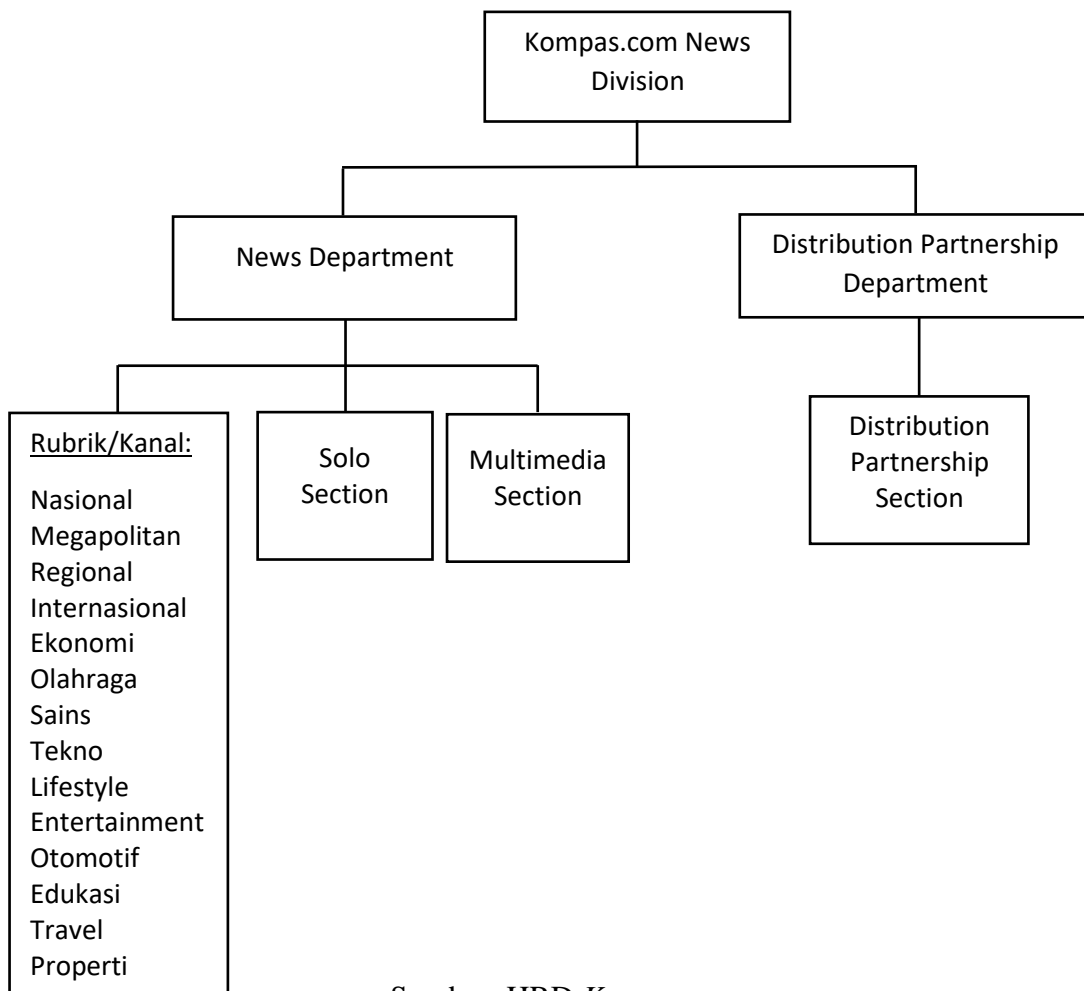 Kompas.com News
Division
News Department
Distribution Partnership
Department
Rubrik/Kanal:
Nasional
Megapolitan
Regional
Internasional
Ekonomi
Olahraga
Sains
Tekno
Lifestyle
Entertainment
Otomotif
Edukasi
Travel
Properti
Solo
Section
Multimedia
Section
Distribution
Partnership
Section
HRD